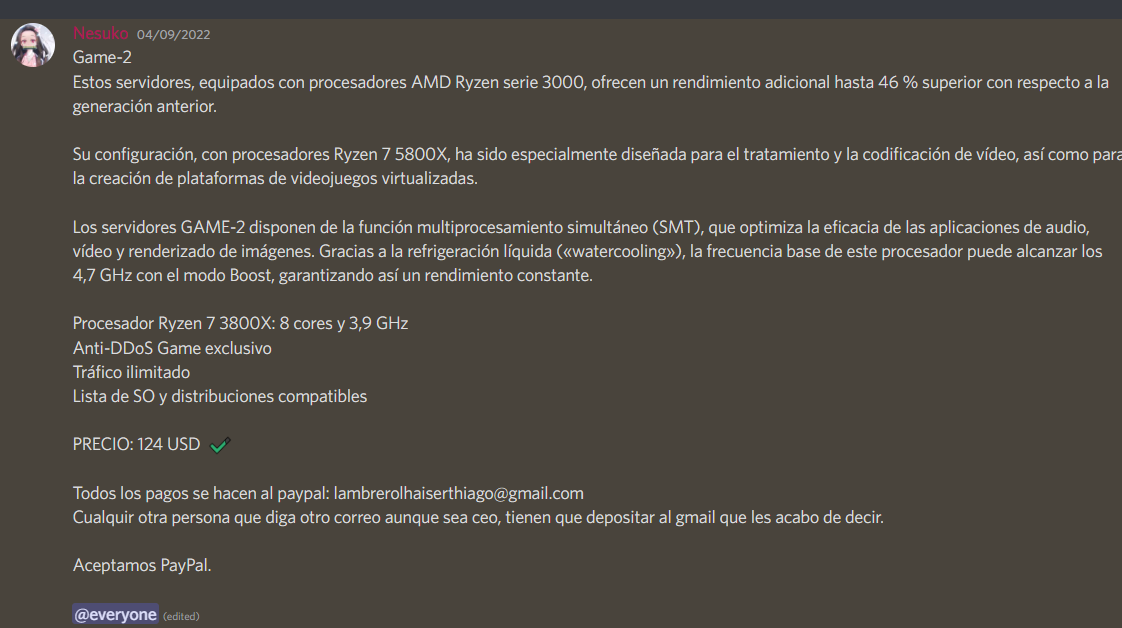 Nesuko 04/09/2022
Game-2
Estos servidores, equipados con procesadores AMD Ryzen serie 3000, ofrecen un rendimiento adicional hasta 46 % superior con respecto a la
generación anterior.
Su configuración, con procesadores Ryzen 7 5800X, ha sido especialmente diseñada para el tratamiento y la codificación de vídeo, así como para
la creación de plataformas de videojuegos virtualizadas.
Los servidores GAME-2 disponen de la función multiprocesamiento simultáneo (SMT), que optimiza la eficacia de las aplicaciones de audio,
vídeo y renderizado de imágenes. Gracias a la refrigeración líquida («watercooling»), la frecuencia base de este procesador puede alcanzar los
4,7 GHz con el modo Boost, garantizando así un rendimiento constante.
Procesador Ryzen 7 3800X: 8 cores y 3,9 GHz
Anti-DDoS Game exclusivo
Tráfico ilimitado
Lista de SO y distribuciones compatibles
PRECIO: 124 USD
Todos los pagos se hacen al paypal: lambrerolhaiserthiago@gmail.com
Cualquir otra persona que diga otro correo aunque sea ceo, tienen que depositar al gmail que les acabo de decir.
Aceptamos PayPal.
@everyone (edited)